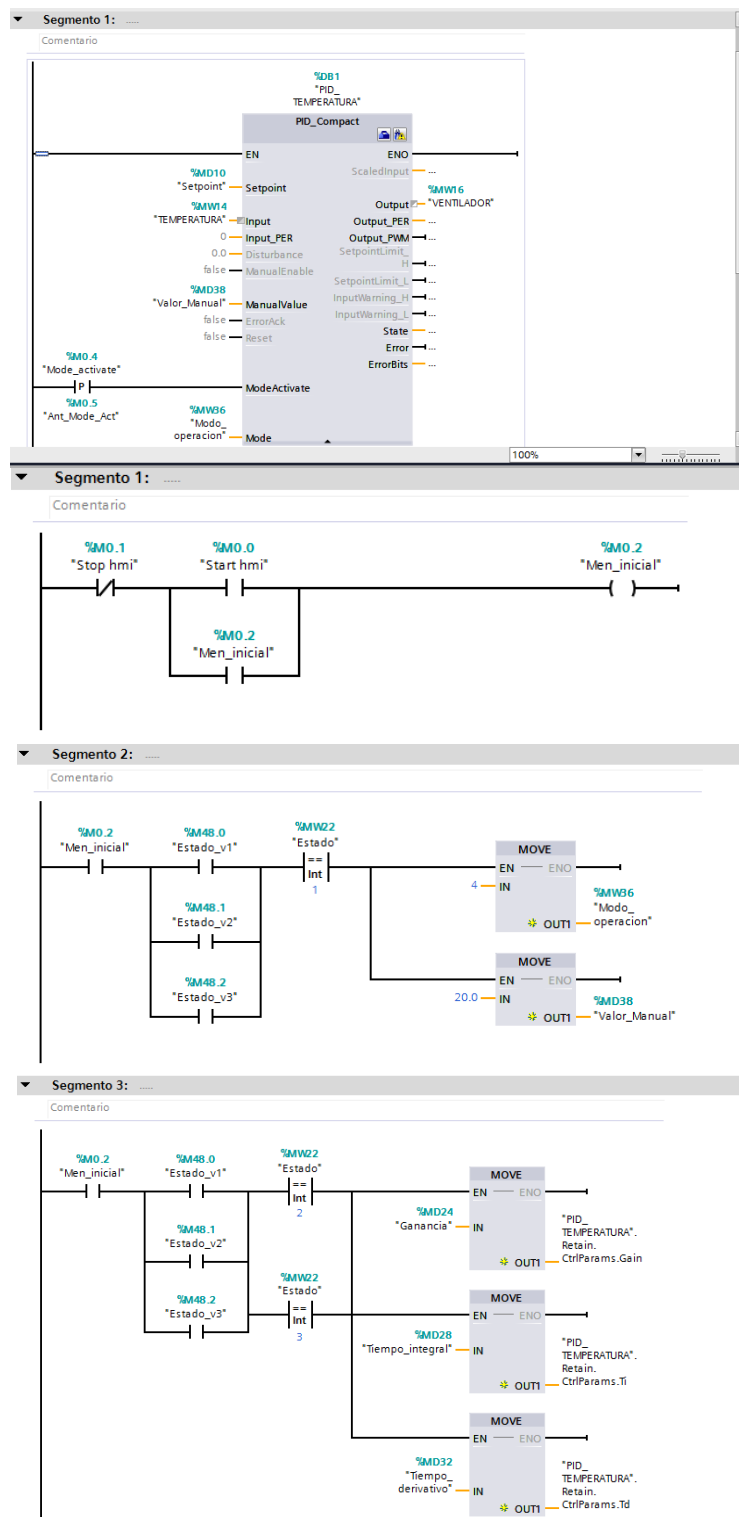 Segmento 1: .....
Comentario
%DB1
"PID_
TEMPERATURA"
PID_Compact
EN ENO
ScaledInput ...
%MD10
"Setpoint" Setpoint
%MW16
Output "VENTILADOR"
%MW14
"TEMPERATURA" Input
Output_PER ...
0 Input_PER Output_PWM ...
0.0 Disturbance SetpointLimit_
H ...
false ManualEnable
SetpointLimit_L ...
%MD38
"Valor_Manual" ManualValue
InputWarning_H ...
false ErrorAck InputWarning_L ...
false Reset State ...
Error ...
ErrorBits ...
%M0.4
"Mode_activate"
P ModeActivate
%M0.5
"Ant_Mode_Act"
%MW36
"Modo_
operacion" Mode
100%
Segmento 1: .....
Comentario
%M0.1 %M0.0 %M0.2
"Stop hmi" "Start hmi" "Men_inicial"
%M0.2
"Men_inicial"
Segmento 2: .....
Comentario
%M0.2 %M48.0 %MW22
"Men_inicial" "Estado_v1" "Estado"
==
Int
1
MOVE
EN ENO
4 IN
%MW36
"Modo_
OUT1 operacion"
%M48.1
"Estado_v2"
MOVE
EN ENO
20.0 IN
%MD38
OUT1 "Valor_Manual"
%M48.2
"Estado_v3"
Segmento 3: .....
Comentario
%M0.2 %M48.0 %MW22
"Men_inicial" "Estado_v1" "Estado"
==
Int
2
MOVE
EN ENO
%MD24
"Ganancia" IN
"PID_
TEMPERATURA".
Retain.
OUT1 CtrlParams.Gain
%M48.1
"Estado_v2"
%M48.2 %MW22
"Estado_v3" "Estado"
==
Int
3
MOVE
EN ENO
%MD28
"Tiempo_integral" IN
"PID_
TEMPERATURA".
Retain.
OUT1 CtrlParams.Ti
MOVE
EN ENO
%MD32
"Tiempo_
derivativo" IN
"PID_
TEMPERATURA".
Retain.
OUT1 CtrlParams.Td